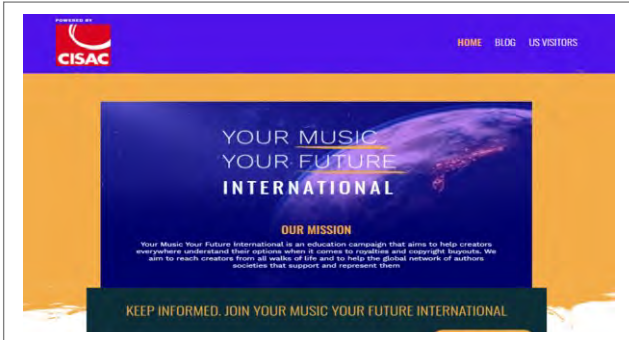 POWERED BY
CISAC
HOME BLOG US VISITORS
YOUR MUSIC
YOUR FUTURE
INTERNATIONAL
OUR MISSION
Your Music Your Future International is an education campaign that aims to help creators
everywhere understand their options when it comes to royalties and copyright buyouts. We
aim to reach creators from all walks of life and to help the global network of authors
societies that support and represent them
KEEP INFORMED. JOIN YOUR MUSIC YOUR FUTURE INTERNATIONAL